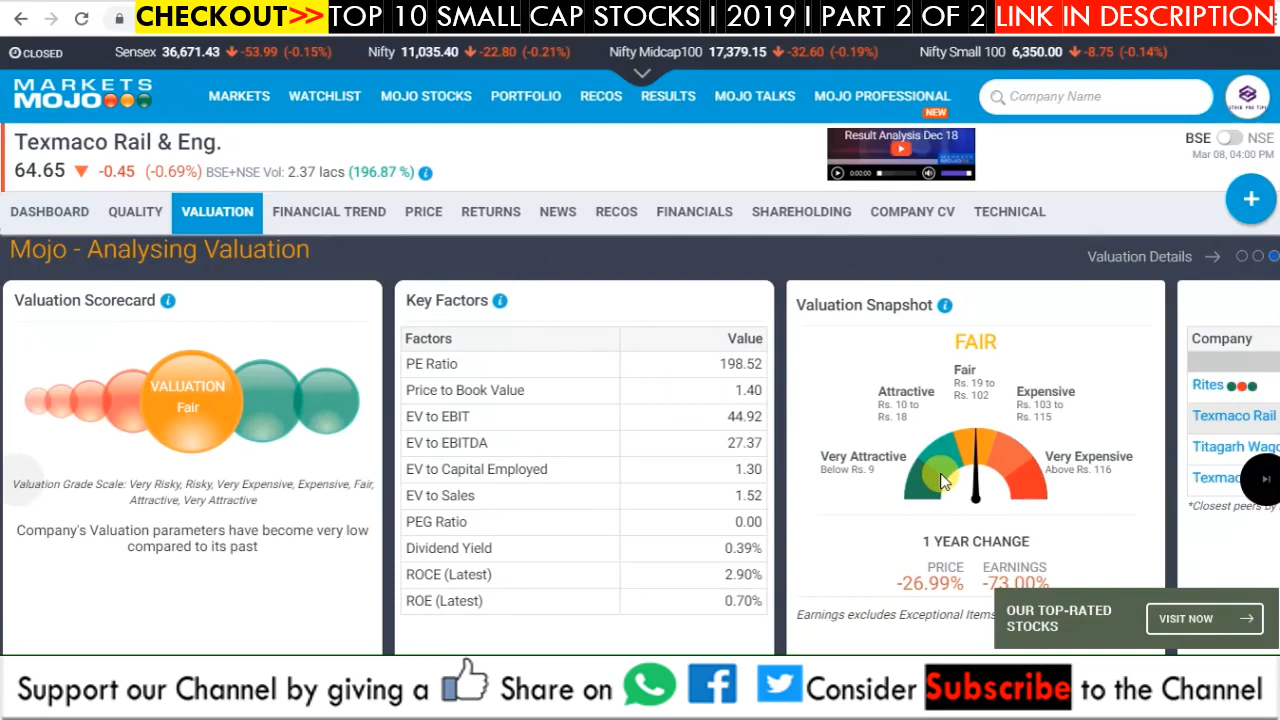 CHECKOUT>> TOP 10 SMALL CAP STOCKS I 2019 I PART 2 OF 2 LINK IN DESCRIPTION
CLOSED Sensex 36,671.43 -53.99 (-0.15%) Nifty 11,035.40 -22.80 (-0.21%) Nifty Midcap100 17,379.15 -32.60 (-0.19%) Nifty Small 100 6,350.00 -8.75 (-0.14%)
MARKETS MOJO
MARKETS WATCHLIST MOJO STOCKS PORTFOLIO RECOS RESULTS MOJO TALKS MOJO PROFESSIONAL
NEW
Company Name
Texmaco Rail & Eng.
64.65 -0.45 (-0.69%) BSE+NSE Vol: 2.37 lacs (196.87 %)
Result Analysis Dec 18
0:00:00
BSE NSE
Mar 08, 04:00 PM
DASHBOARD QUALITY VALUATION FINANCIAL TREND PRICE RETURNS NEWS RECOS FINANCIALS SHAREHOLDING COMPANY CV TECHNICAL
Mojo - Analysing Valuation
Valuation Details
Valuation Scorecard
VALUATION
Fair
Valuation Grade Scale: Very Risky, Risky, Very Expensive, Expensive, Fair,
Attractive, Very Attractive
Company's Valuation parameters have become very low
compared to its past
Key Factors
Factors Value
PE Ratio 198.52
Price to Book Value 1.40
EV to EBIT 44.92
EV to EBITDA 27.37
EV to Capital Employed 1.30
EV to Sales 1.52
PEG Ratio 0.00
Dividend Yield 0.39%
ROCE (Latest) 2.90%
ROE (Latest) 0.70%
Valuation Snapshot
FAIR
Fair
Rs. 19 to
Rs. 102
Attractive
Rs. 10 to
Rs. 18
Expensive
Rs. 103 to
Rs. 115
Very Attractive
Below Rs. 9
Very Expensive
Above Rs. 116
1 YEAR CHANGE
PRICE EARNINGS
-26.99% -73.00%
Earnings excludes Exceptional Items
Company
Rites
Texmaco Rail
Titagarh Wago
Texmac
*Closest peers by
OUR TOP-RATED
STOCKS
VISIT NOW
Support our Channel by giving a Share on Consider Subscribe to the Channel